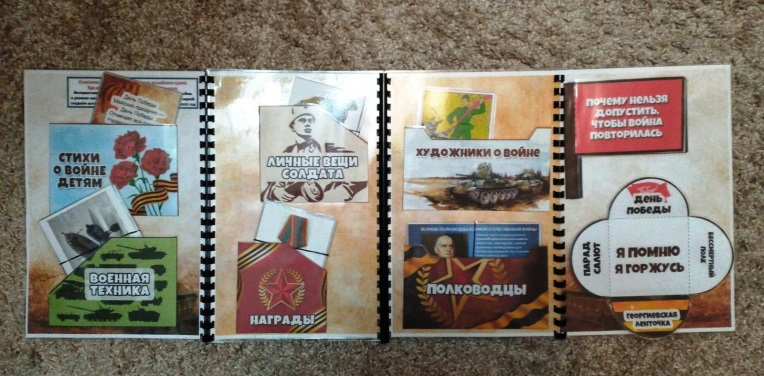 День Победы!
СТИХИ
О ВОЙНЕ
ДЕТЯМ
ВОЕННАЯ
ТЕХНИКА
ЛИЧНЫЕ ВЕЩИ
СОЛДАТА
НАГРАДЫ
ХУДОЖНИКИ О ВОЙНЕ
ПОЛКОВОДЦЫ
ПОЧЕМУ НЕЛЬЗЯ
ДОПУСТИТЬ,
ЧТОБЫ ВОЙНА
ПОВТОРИЛАСЬ
ДЕНЬ
ПОБЕДЫ
ПАРАД
САЛЮТ
Я ПОМНЮ
Я ГОРЖУСЬ
БЕССМЕРТНЫЙ
ПОЛК
ГЕОРГИЕВСКАЯ
ЛЕНТОЧКА